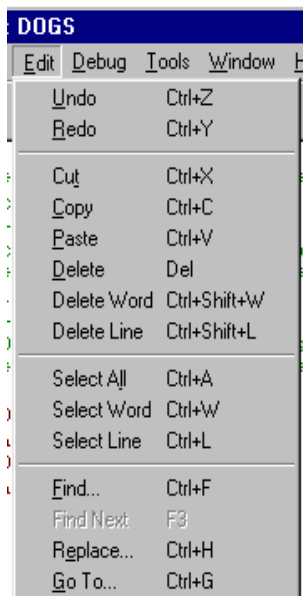 DOGS
Edit Debug Tools Window H
Undo Ctrl+Z
Redo Ctrl+Y
Cut Ctrl+X
Copy Ctrl+C
Paste Ctrl+V
Delete Del
Delete Word Ctrl+Shift+W
Delete Line Ctrl+Shift+L
Select All Ctrl+A
Select Word Ctrl+W
Select Line Ctrl+L
Find... Ctrl+F
Find Next F3
Replace... Ctrl+H
Go To... Ctrl+G